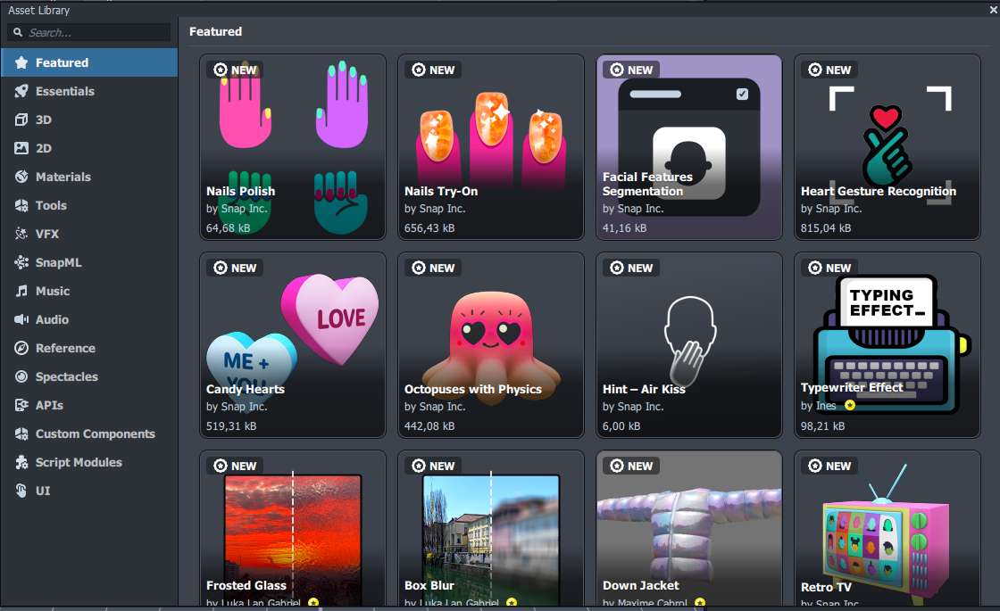 Asset Library
Search...
Featured
Featured
Essentials
3D
2D
Materials
Tools
VFX
SnapML
Music
Audio
Reference
Spectacles
APIs
Custom Components
Script Modules
UI
NEW
Nails Polish
by Snap Inc.
64,68 kB
NEW
Nails Try-On
by Snap Inc.
656,43 kB
NEW
Facial Features
Segmentation
by Snap Inc.
41,16 kB
NEW
Heart Gesture Recognition
by Snap Inc.
815,04 kB
NEW
LOVE
ME +
YOU
Candy Hearts
by Snap Inc.
519,31 kB
NEW
Octopuses with Physics
by Snap Inc.
442,08 kB
NEW
Hint – Air Kiss
by Snap Inc.
6,00 kB
NEW
TYPING
EFFECT_
Typewriter Effect
by Ines
98,21 kB
NEW
Frosted Glass
by Luka Lan Gabriel
NEW
Box Blur
by Luka Lan Gabriel
NEW
Down Jacket
by Maxime Cabrol
NEW
Retro TV
by Snap Inc.